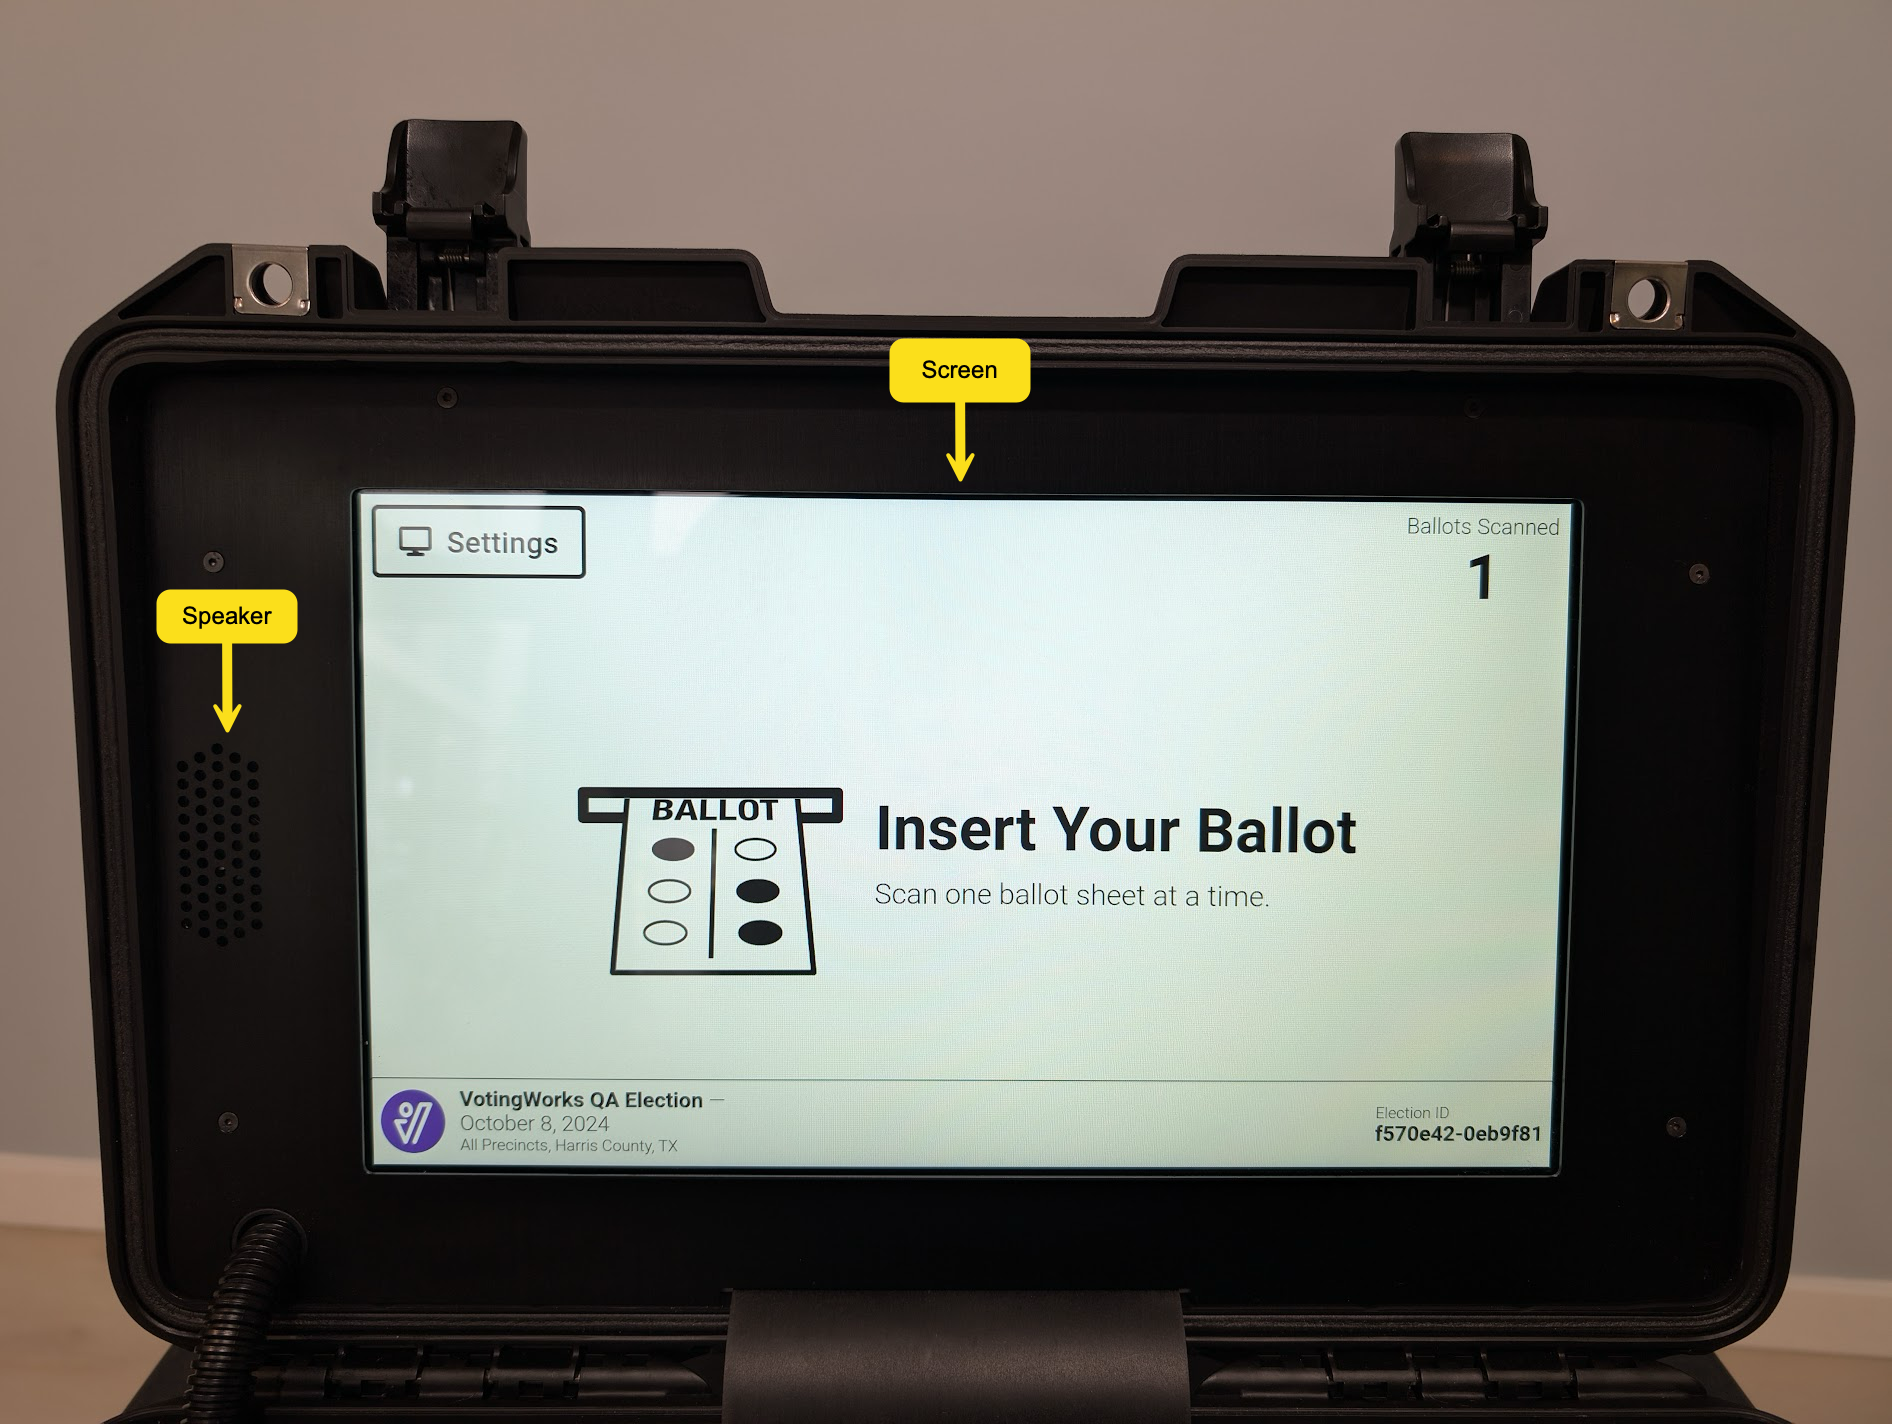 Screen
Settings
Ballots Scanned
1
Speaker
BALLOT
Insert Your Ballot
Scan one ballot sheet at a time.
VotingWorks QA Election —
October 8, 2024
All Precincts, Harris County, TX
Election ID
f570e42-0eb9f81